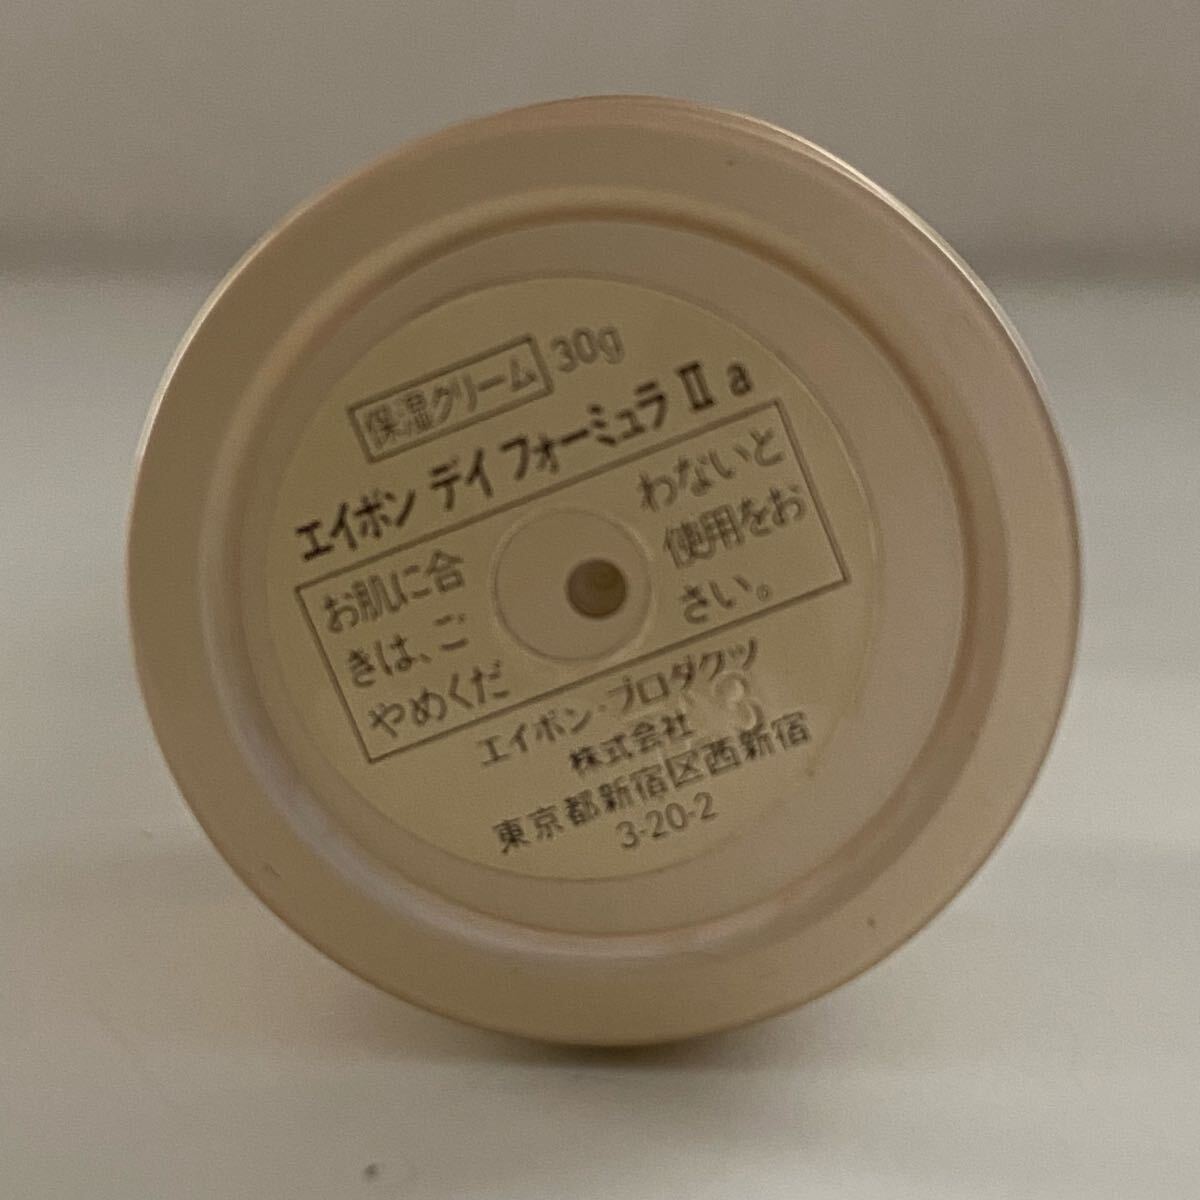 保湿クリーム 30g
エイボン デイ フォーミュラ II a
お肌に合わないと
きは、ご使用をお
やめください。
エイボン・プロダクツ
株式会社
東京都新宿区西新宿
3-20-2